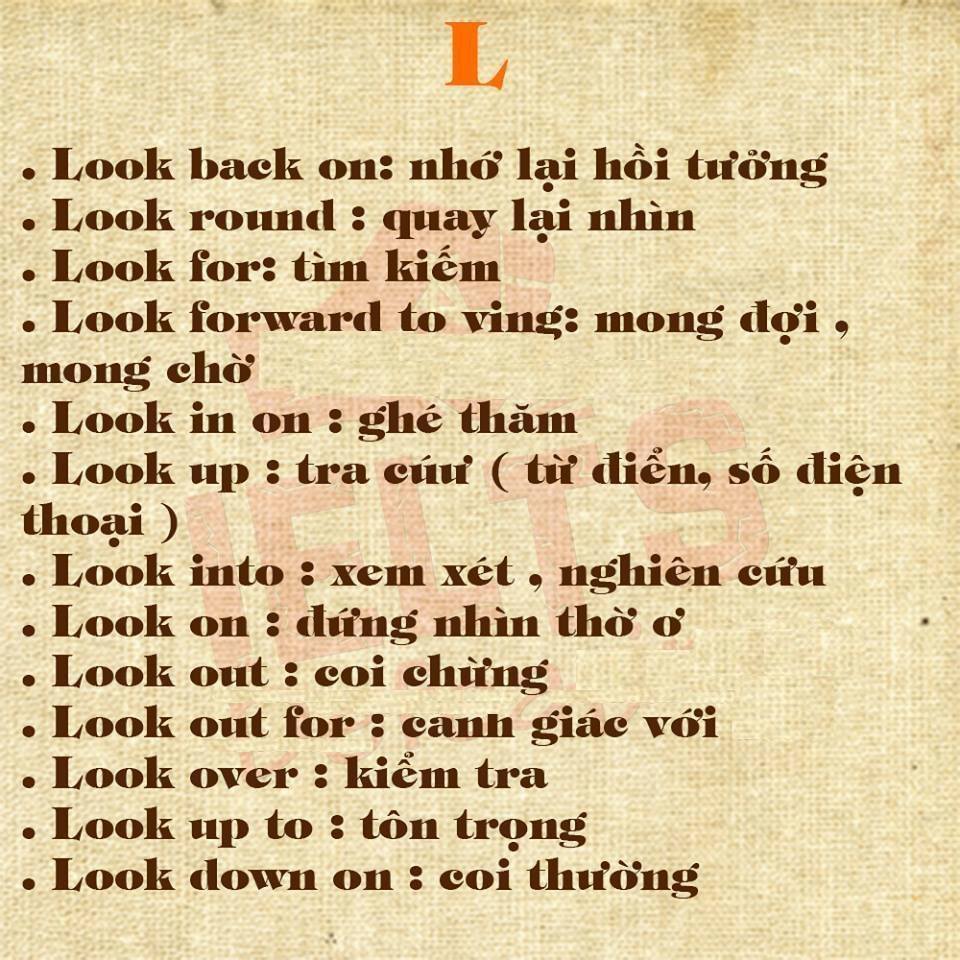 L
. Look back on: nhớ lại hồi tưởng
. Look round : quay lại nhìn
. Look for: tìm kiếm
. Look forward to ving: mong đợi ,
mong chờ
. Look in on : ghé thăm
. Look up : tra cúư ( từ điển, số điện
thoại )
. Look into : xem xét , nghiên cứu
. Look on : đứng nhìn thờ ơ
. Look out : coi chừng
. Look out for : canh giác với
. Look over : kiểm tra
. Look up to : tôn trọng
. Look down on : coi thường
IELTS